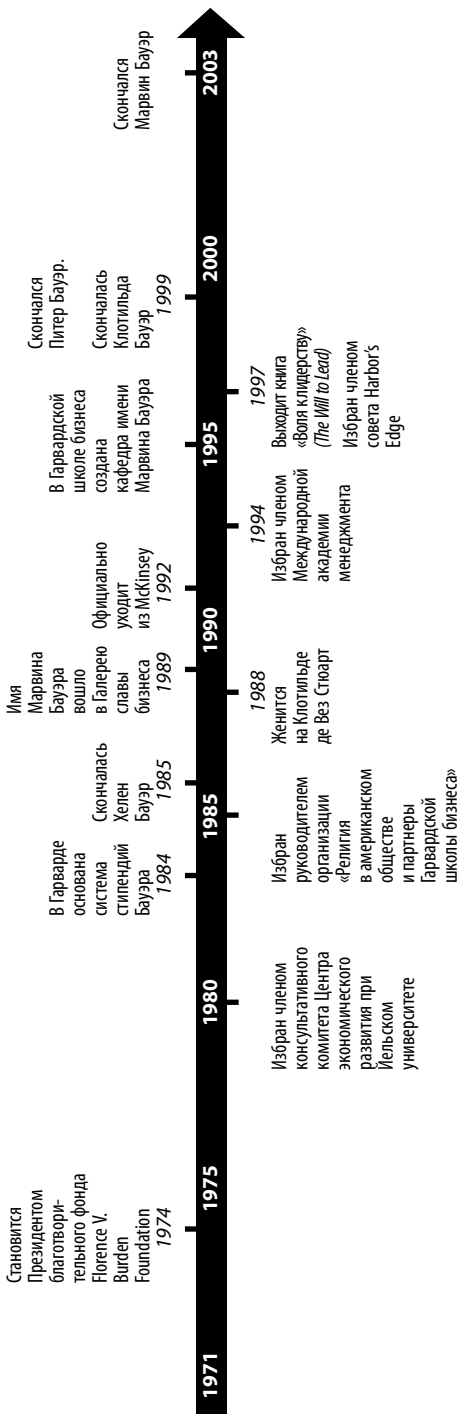 1971
Становится
Президентом
благотвори-
тельного фонда
Florence V.
Burden
Foundation
1974
1975
1980
Избран членом
консультативного
комитета Центра
экономического
развития при
Йельском
университете
В Гарварде
основана
система
стипендий
Бауэра
1984
1985
Избран
руководителем
организации
«Религия
в американском
обществе
и партнеры
Гарвардской
школы бизнеса»
Скончалась
Хелен
Бауэр
1985
1988
Женится
на Клотильде
де Вез Стюарт
Имя
Марвина
Бауэра
вошло
в Галерею
славы
бизнеса
1989
1990
Официально
уходит
из McKinsey
1992
1994
Избран членом
Международной
академии
менеджмента
1995
В Гарвардской
школе бизнеса
создана
кафедра имени
Марвина Бауэра
1997
Выходит книга
«Воля клидерству»
(The Will to Lead)
Избран членом
совета Harbor's
Edge
Скончался
Питер Бауэр.
Скончалась
Клотильда
Бауэр
1999
2000
Скончался
Марвин Бауэр
2003